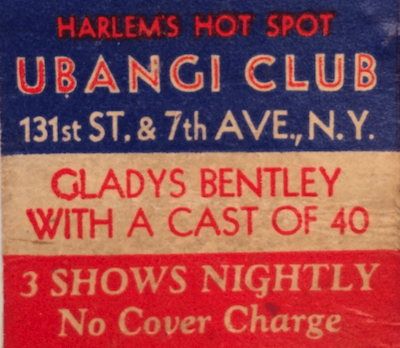 HARLEM'S HOT SPOT
UBANGI CLUB
131st ST. & 7th AVE., N.Y.
GLADYS BENTLEY
WITH A CAST OF 40
3 SHOWS NIGHTLY
No Cover Charge